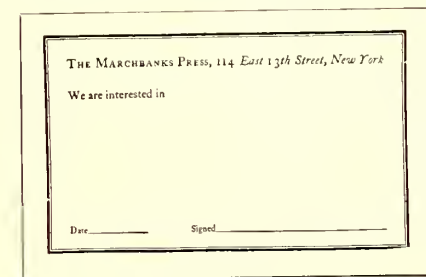 The Marchbanks Press, 114 East 13th Street, New York
We are interested in
Date Signed